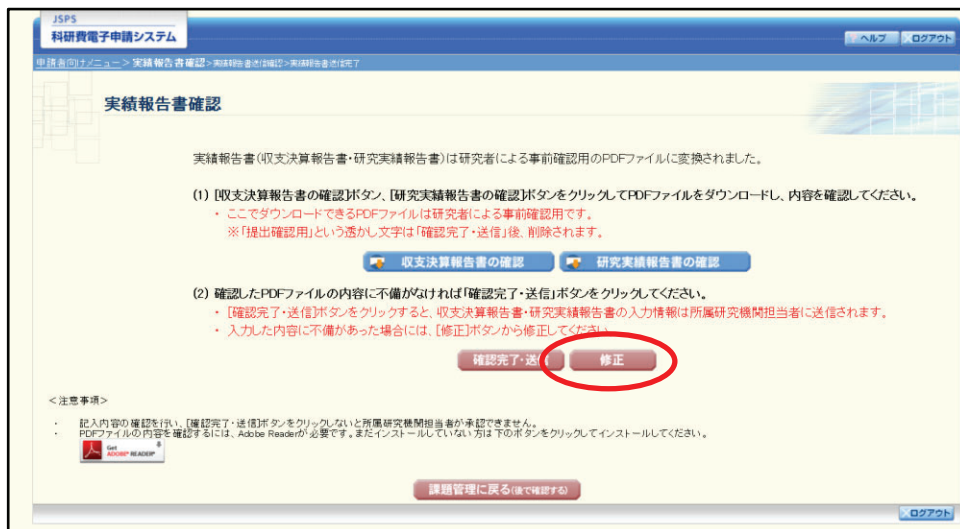 JSPS
科研費電子申請システム
ヘルプ
ログアウト
申請者向けメニュー>実績報告書確認>実績報告書送信確認>実績報告書送信完了
実績報告書確認
実績報告書(収支決算報告書・研究実績報告書)は研究者による事前確認用のPDFファイルに変換されました。
(1) [収支決算報告書の確認]ボタン、[研究実績報告書の確認]ボタンをクリックしてPDFファイルをダウンロードし、内容を確認してください。
・ ここでダウンロードできるPDFファイルは研究者による事前確認用です。
※「提出確認用」という透かし文字は「確認完了・送信」後、削除されます。
収支決算報告書の確認
研究実績報告書の確認
(2) 確認したPDFファイルの内容に不備がなければ「確認完了・送信」ボタンをクリックしてください。
・ [確認完了・送信]ボタンをクリックすると、収支決算報告書・研究実績報告書の入力情報は所属研究機関担当者に送信されます。
・ 入力した内容に不備があった場合には、[修正]ボタンから修正してください。
確認完了・送信
修正
<注意事項>
・ 記入内容の確認を行い、[確認完了・送信]ボタンをクリックしないと所属研究機関担当者が承認できません。
・ PDFファイルの内容を確認するには、Adobe Readerが必要です。まだインストールしていない方は下のボタンをクリックしてインストールしてください。
Get
ADOBE® READER®
課題管理に戻る(後で確認する)
ログアウト